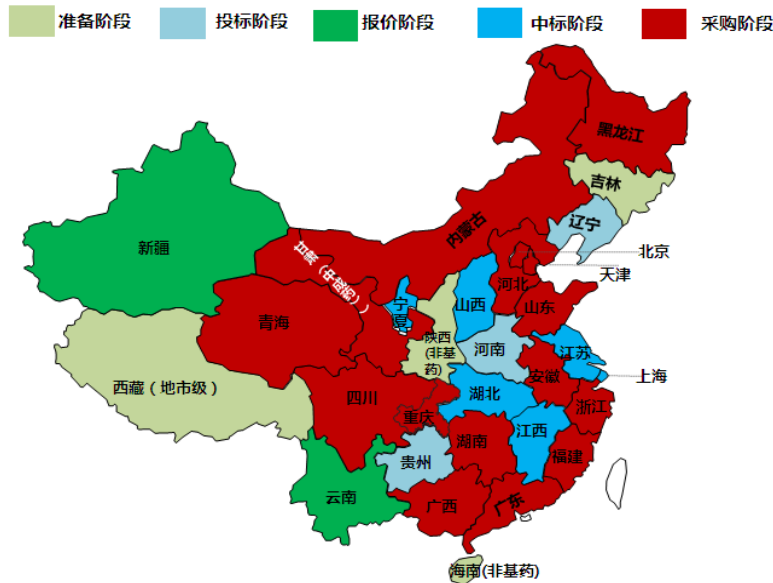 准备阶段
投标阶段
报价阶段
中标阶段
采购阶段
黑龙江
吉林
辽宁
内蒙古
北京
天津
新疆
甘肃（中成药）
宁夏
山西
河北
山东
青海
陕西
(非基药)
河南
江苏
西藏（地市级）
四川
湖北
安徽
上海
重庆
浙江
湖南
江西
贵州
福建
云南
广西
广东
海南(非基药)